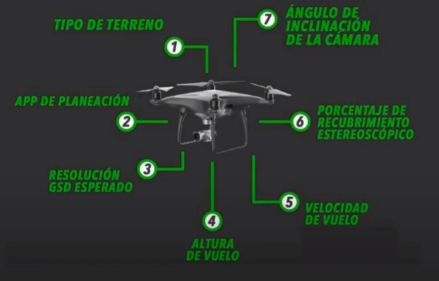 TIPO DE TERRENO
1
7
ÁNGULO DE
INCLINACIÓN
DE LA CÁMARA
APP DE PLANEACIÓN
2
6
PORCENTAJE DE
RECUBRIMIENTO
ESTEREOSCÓPICO
3
RESOLUCIÓN
GSD ESPERADO
4
ALTURA
DE VUELO
5
VELOCIDAD
DE VUELO